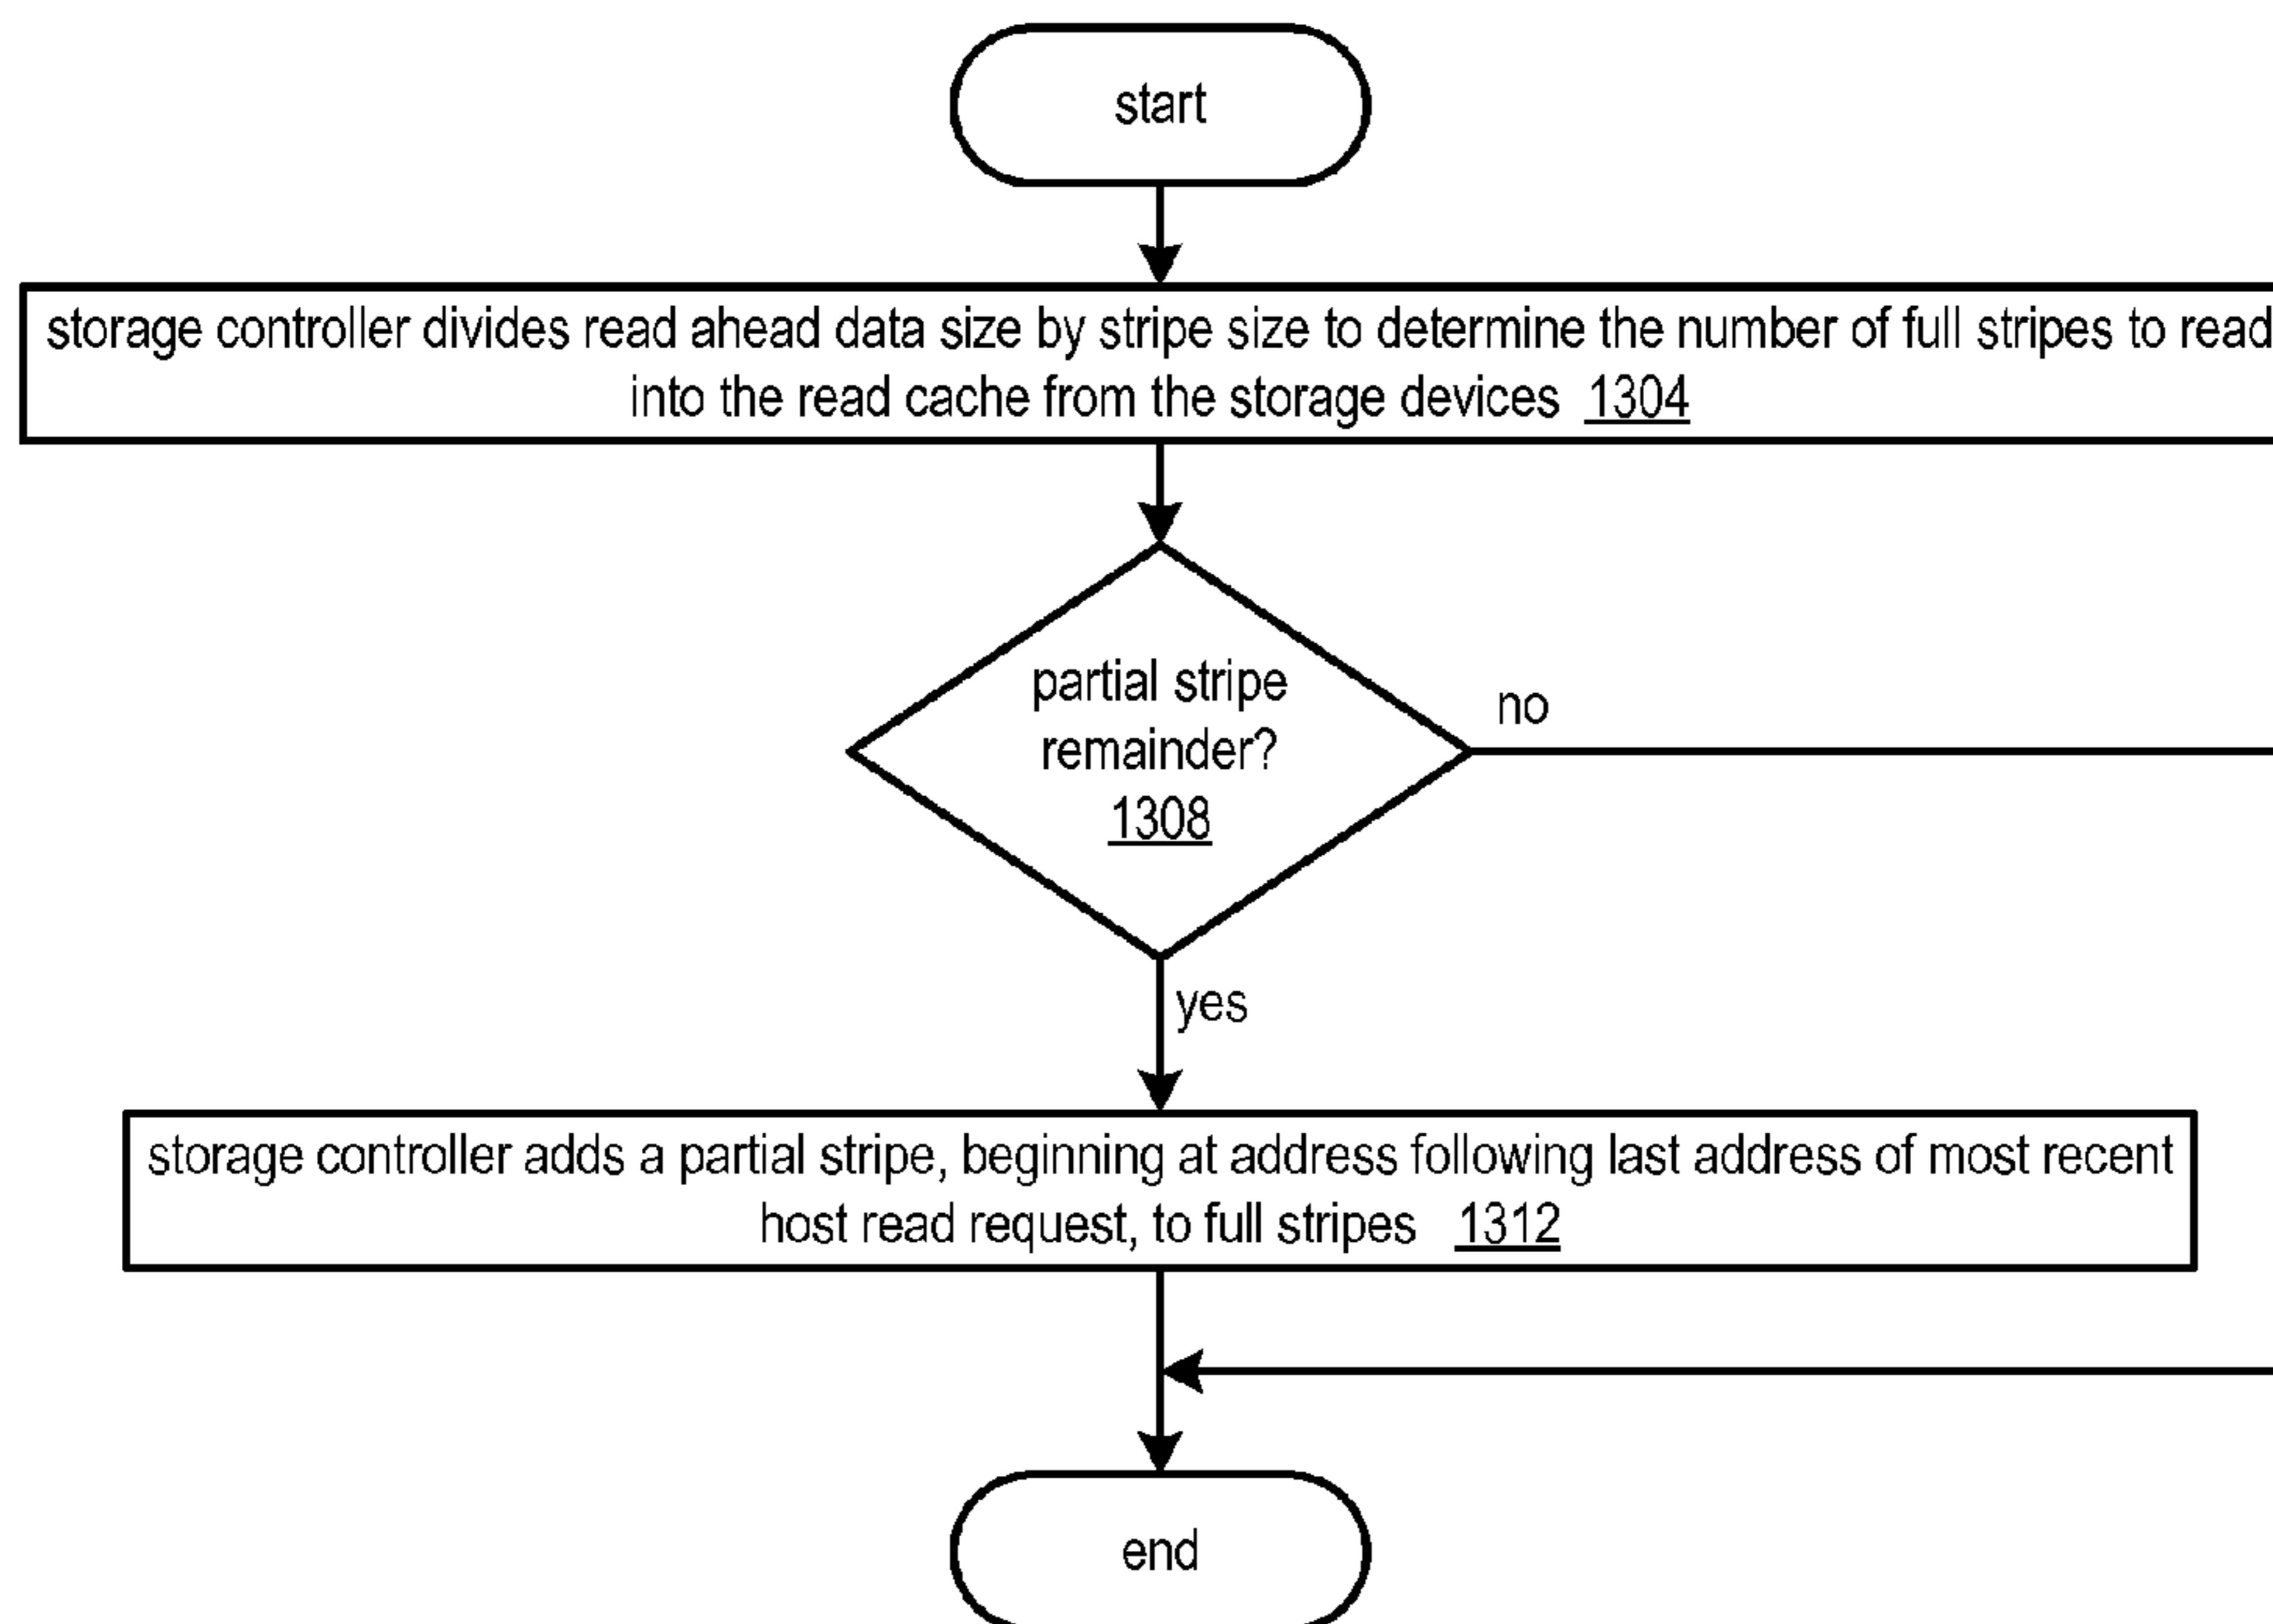 start
storage controller divides read ahead data size by stripe size to determine the number of full stripes to read
into the read cache from the storage devices 1304
partial stripe
remainder?
1308
no
yes
storage controller adds a partial stripe, beginning at address following last address of most recent
host read request, to full stripes 1312
end